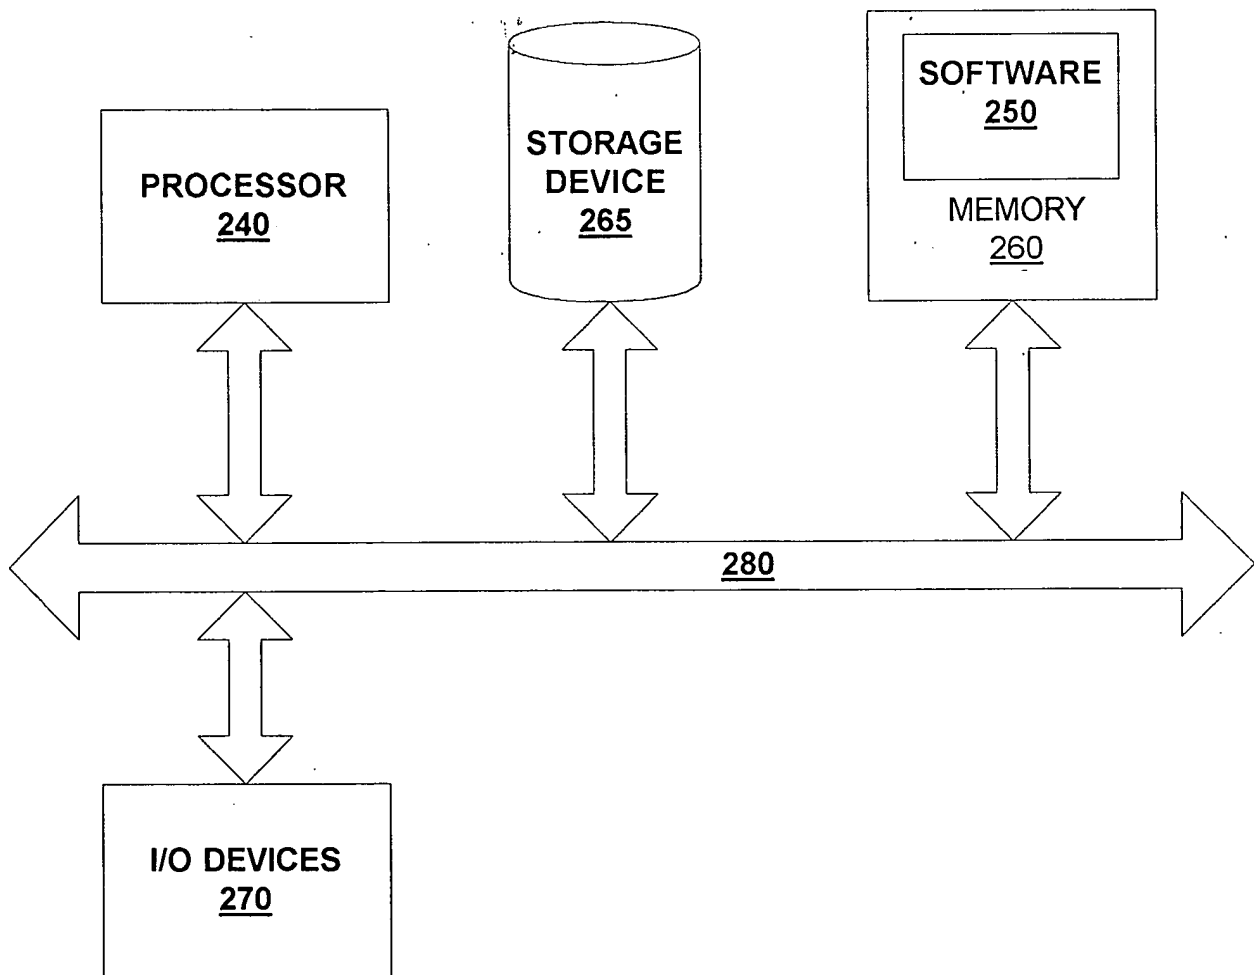 PROCESSOR
240
STORAGE
DEVICE
265
SOFTWARE
250
MEMORY
260
280
I/O DEVICES
270